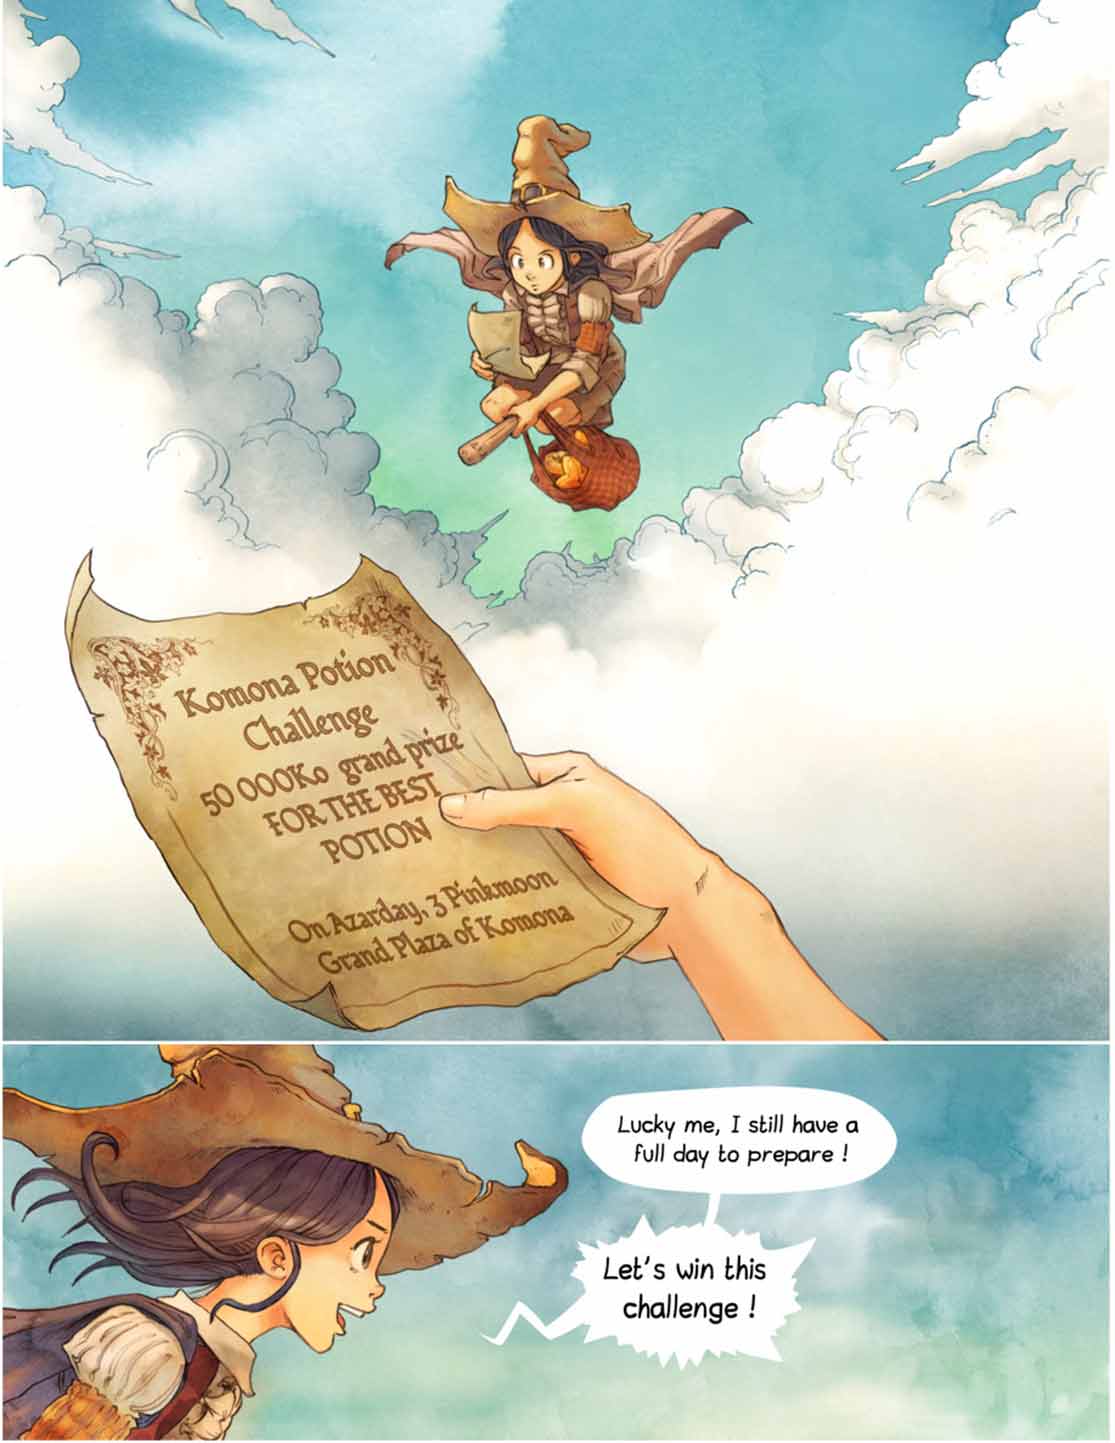 Komona Potion
Challenge
50 000Ko grand prize
FOR THE BEST
POTION
On Azarday, 3 Pinkmoon
Grand Plaza of Komona
Lucky me, I still have a
full day to prepare !
Let's win this
challenge !